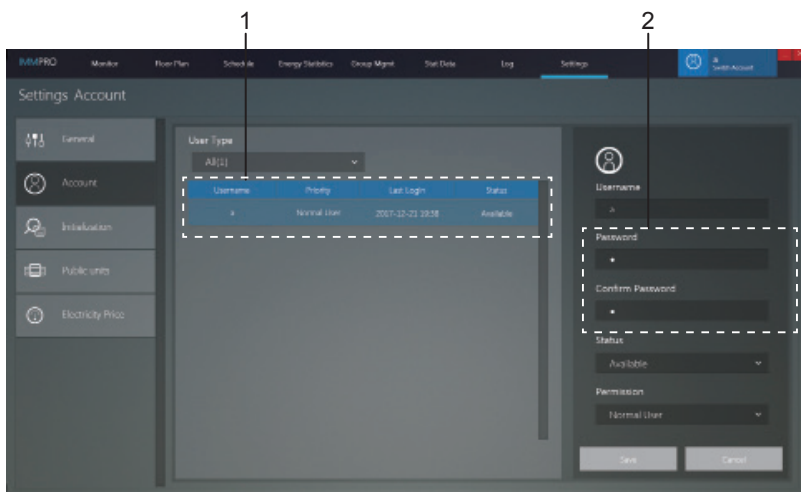 1 2
IMMPRO Monitor Floor Plan Schedule Energy Statistics Group Mgmt Stat Data Log Settings a
Switch Account
Settings Account
General
Account
Initialization
Public units
Electricity Price
User Type
All(1)
Username Priority Last Login Status
a Normal User 2017-12-21 19:38 Available
Username
a
Password
•
Confirm Password
•
Status
Available
Permission
Normal User
Save Cancel